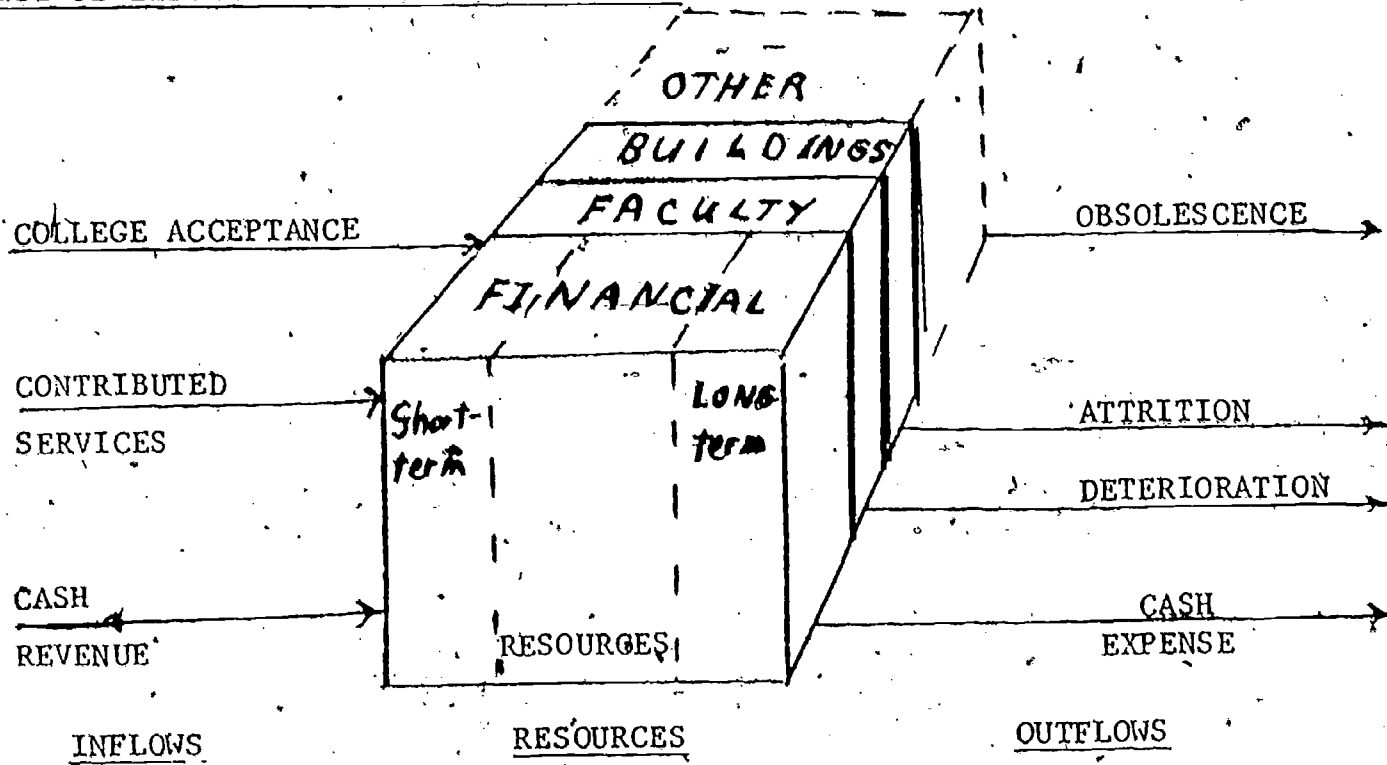 OTHER
BUILDINGS
FACULTY
COLLEGE ACCEPTANCE
OBSOLESCENCE
FINANCIAL
CONTRIBUTED
SERVICES
Short-
term
LONG
term
ATTRITION
DETERIORATION
CASH
REVENUE
RESOURCES
CASH
EXPENSE
INFLOWS
RESOURCES
OUTFLOWS